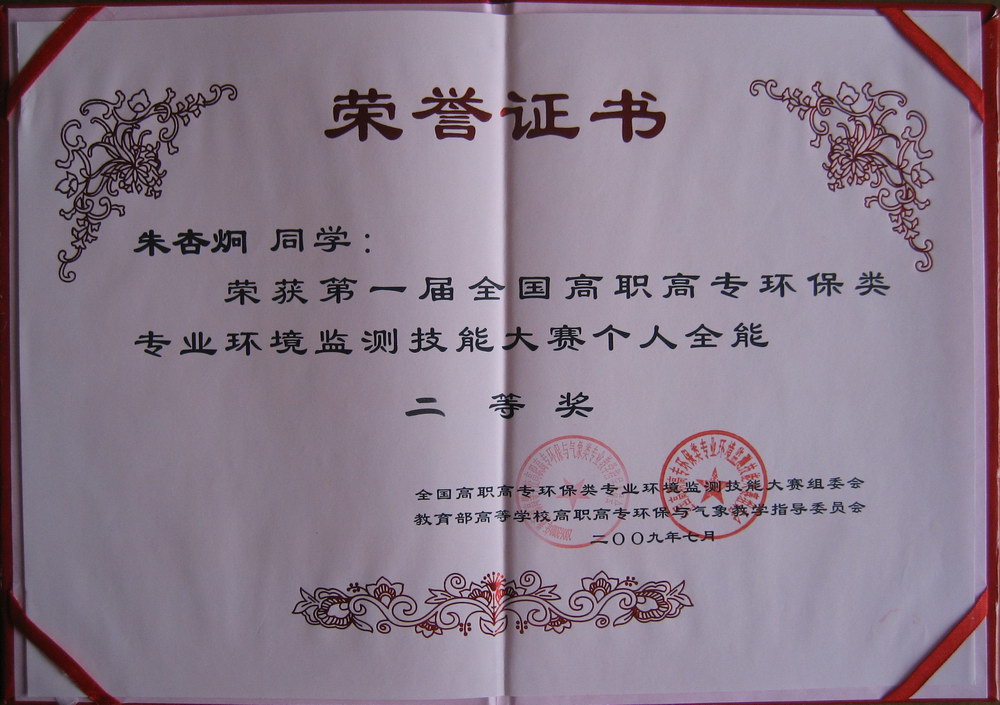 荣誉证书
朱杏炯 同学：
荣获第一届全国高职高专环保类
专业环境监测技能大赛个人全能
二等奖
全国高职高专环保类专业环境监测技能大赛组委会
教育部高等学校高职高专环保与气象教学指导委员会
二〇〇九年七月